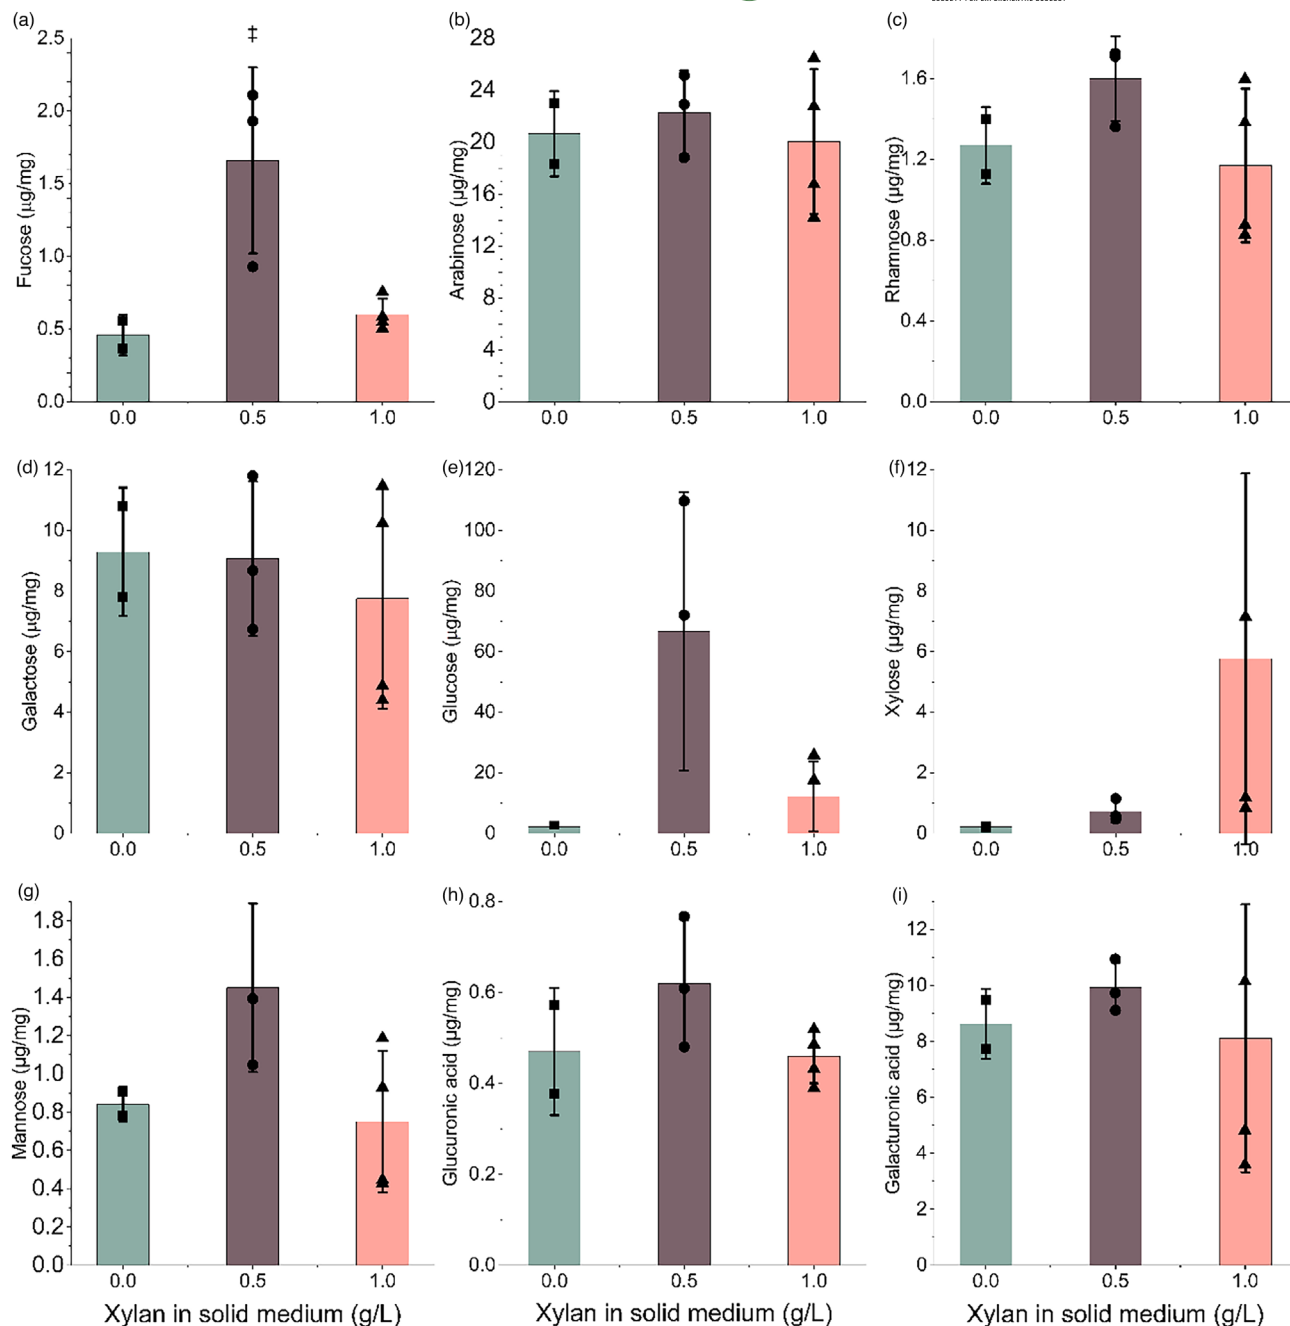 (a)
‡
Fucose (µg/mg)
2.5
2.0
1.5
1.0
0.5
0.0
0.0 0.5 1.0
(b)
Arabinose (µg/mg)
28
24
20
16
12
8
4
0
0.0 0.5 1.0
(c)
Rhamnose (µg/mg)
1.6
1.2
0.8
0.4
0.0
0.0 0.5 1.0
(d)
Galactose (µg/mg)
12
10
8
6
4
2
0
0.0 0.5 1.0
(e)
Glucose (µg/mg)
120
100
80
60
40
20
0
0.0 0.5 1.0
(f)
Xylose (µg/mg)
12
10
8
6
4
2
0
0.0 0.5 1.0
(g)
Mannose (µg/mg)
1.8
1.6
1.4
1.2
1.0
0.8
0.6
0.4
0.2
0.0
0.0 0.5 1.0
Xylan in solid medium (g/L)
(h)
Glucuronic acid (µg/mg)
0.8
0.6
0.4
0.2
0.0
0.0 0.5 1.0
Xylan in solid medium (g/L)
(i)
Galacturonic acid (µg/mg)
12
10
8
6
4
2
0
0.0 0.5 1.0
Xylan in solid medium (g/L)